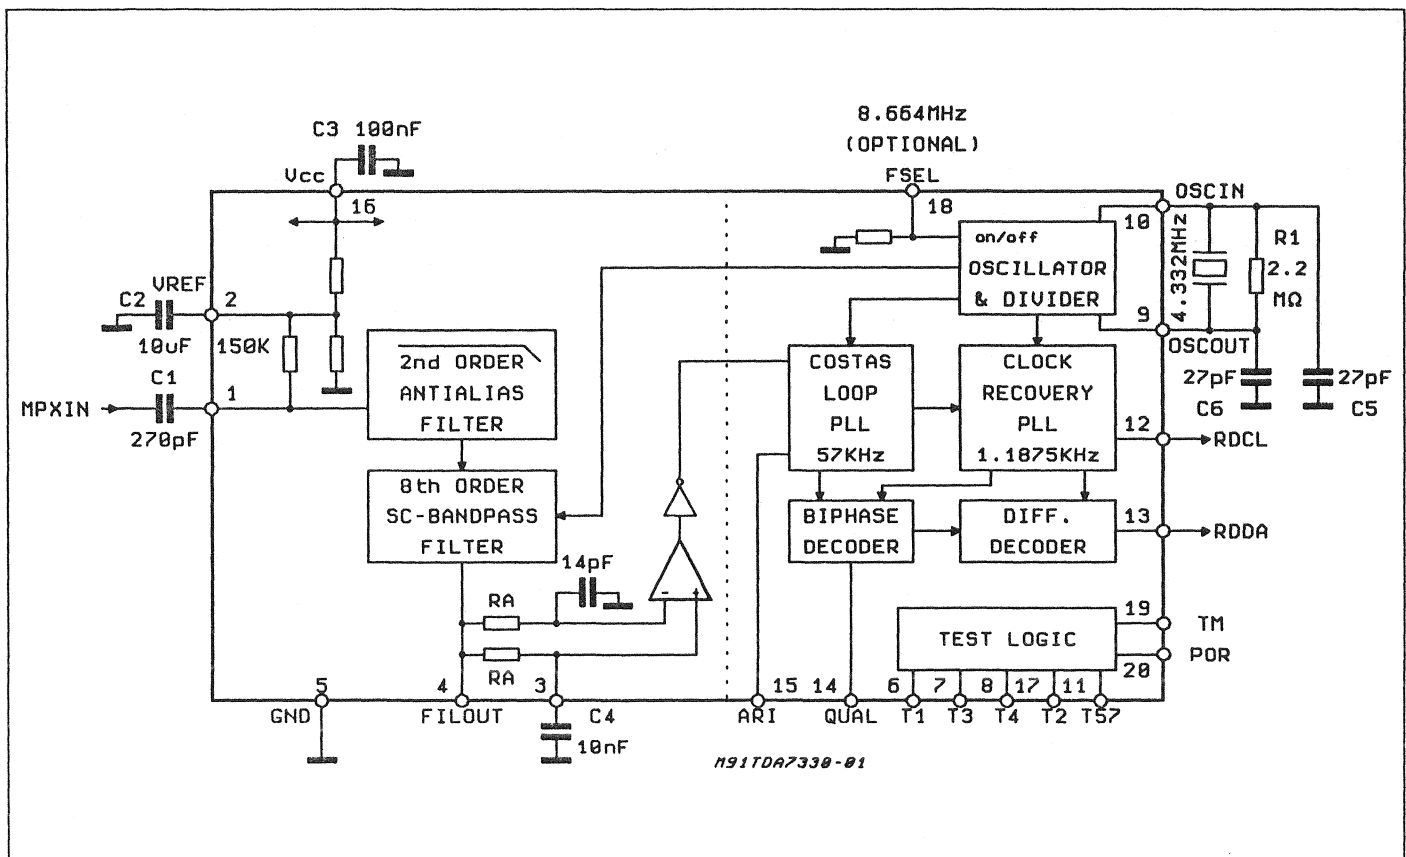 8.664MHz
(OPTIONAL)
FSEL
18
C3 100nF
Vcc
16
OSCIN
10
on/off
OSCILLATOR
& DIVIDER
4.332MHz
R1
2.2
MΩ
9
OSCOUT
VREF
C2
2
10uF
150K
C1
1
MPXIN
270pF
2nd ORDER
ANTIALIAS
FILTER
8th ORDER
SC-BANDPASS
FILTER
COSTAS
LOOP
PLL
57KHz
CLOCK
RECOVERY
PLL
1.1875KHz
27pF
C6
27pF
C5
12
RDCL
BIPHASE
DECODER
DIFF.
DECODER
13
RDDA
14pF
-
+
RA
RA
TEST LOGIC
19
TM
POR
20
5
GND
4
FILOUT
3
C4
10nF
15
ARI
14
QUAL
6
T1
7
T3
8
T4
17
T2
11
T57
M91TDA7330-01